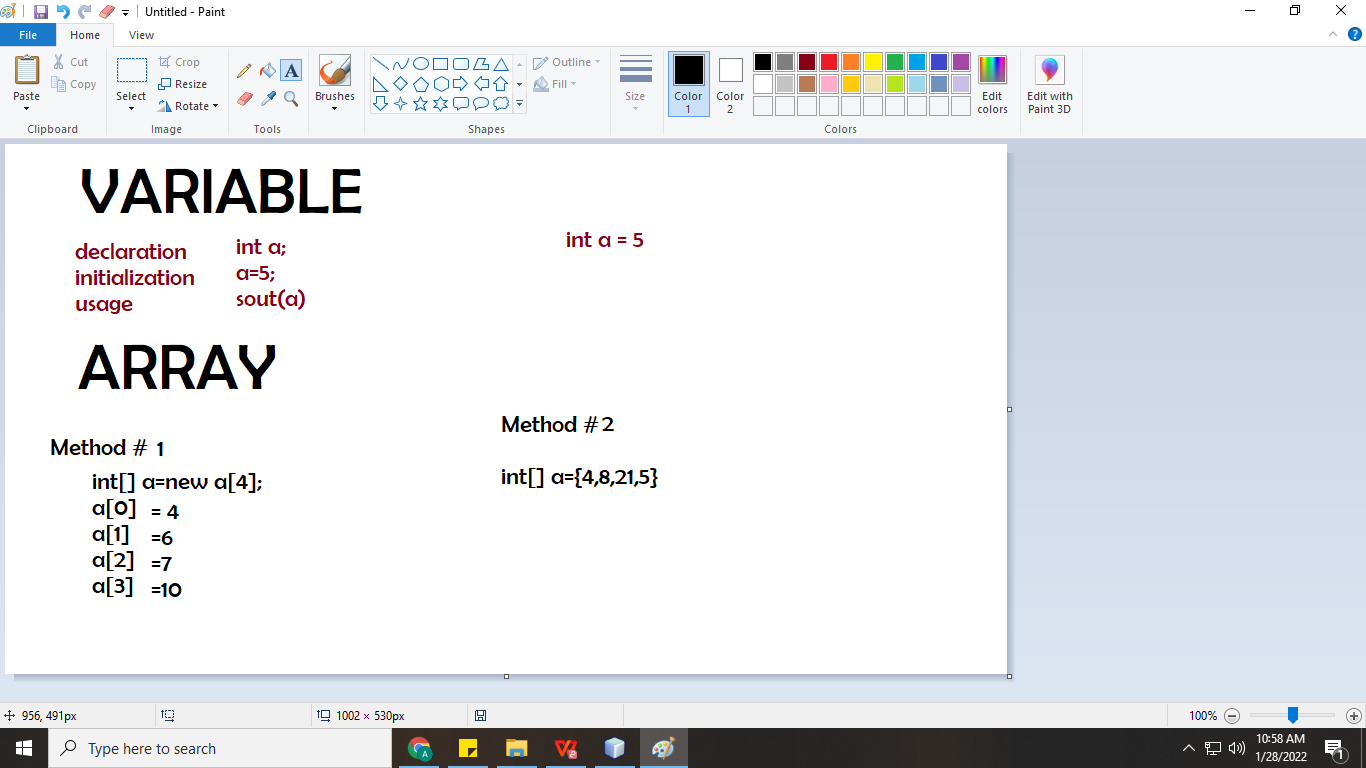 Untitled - Paint
File Home View
Paste
Cut
Copy
Clipboard
Select
Crop
Resize
Rotate
Image
A
Tools
Brushes
Shapes
Outline
Fill
Size
Color 1
Color 2
Edit colors
Edit with Paint 3D
Colors
VARIABLE
declaration
initialization
usage
int a;
a=5;
sout(a)
int a = 5
ARRAY
Method # 1
int[] a=new a[4];
a[0] = 4
a[1] =6
a[2] =7
a[3] =10
Method # 2
int[] a={4,8,21,5}
956, 491px
1002 × 530px
100%
Type here to search
10:58 AM
1/28/2022
1